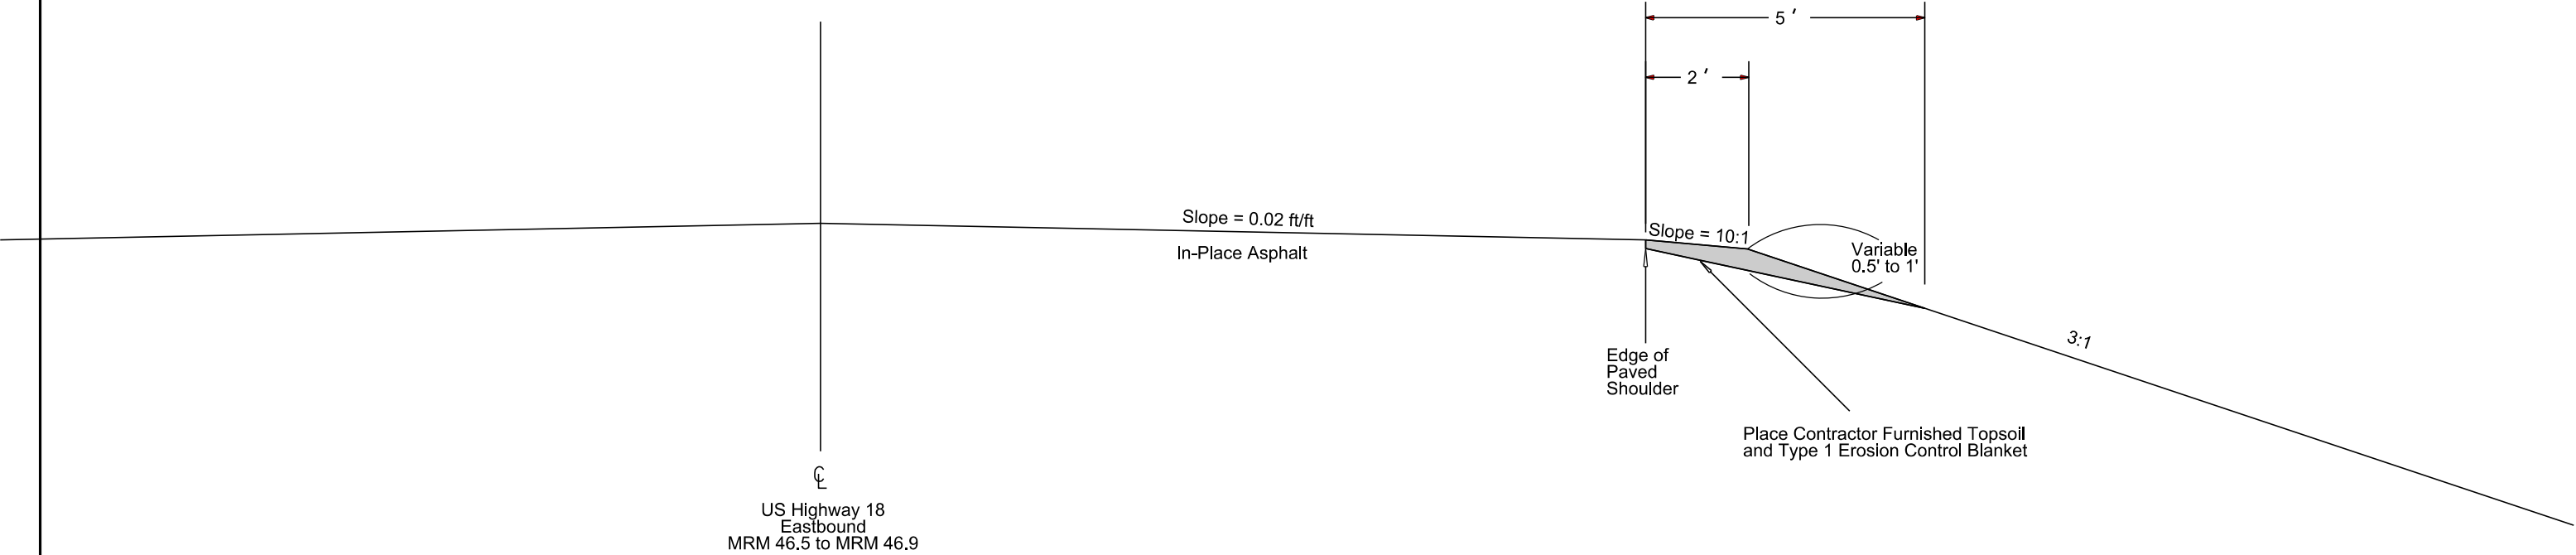 5 '
2 '
Slope = 0.02 ft/ft
In-Place Asphalt
Slope = 10:1
Variable
0.5' to 1'
3:1
Edge of
Paved
Shoulder
Place Contractor Furnished Topsoil
and Type 1 Erosion Control Blanket
℄
US Highway 18
Eastbound
MRM 46.5 to MRM 46.9